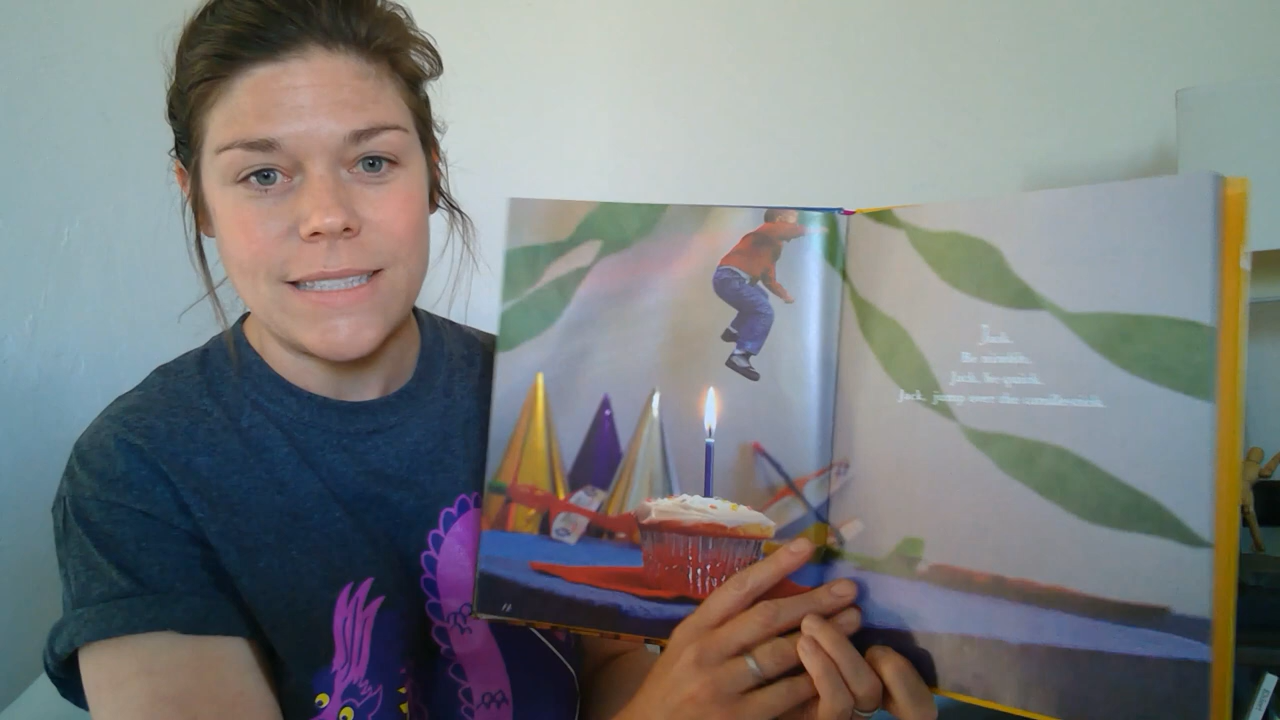 Jack.
Be nimble.
Jack, be quick.
Jack, jump over the candlestick.